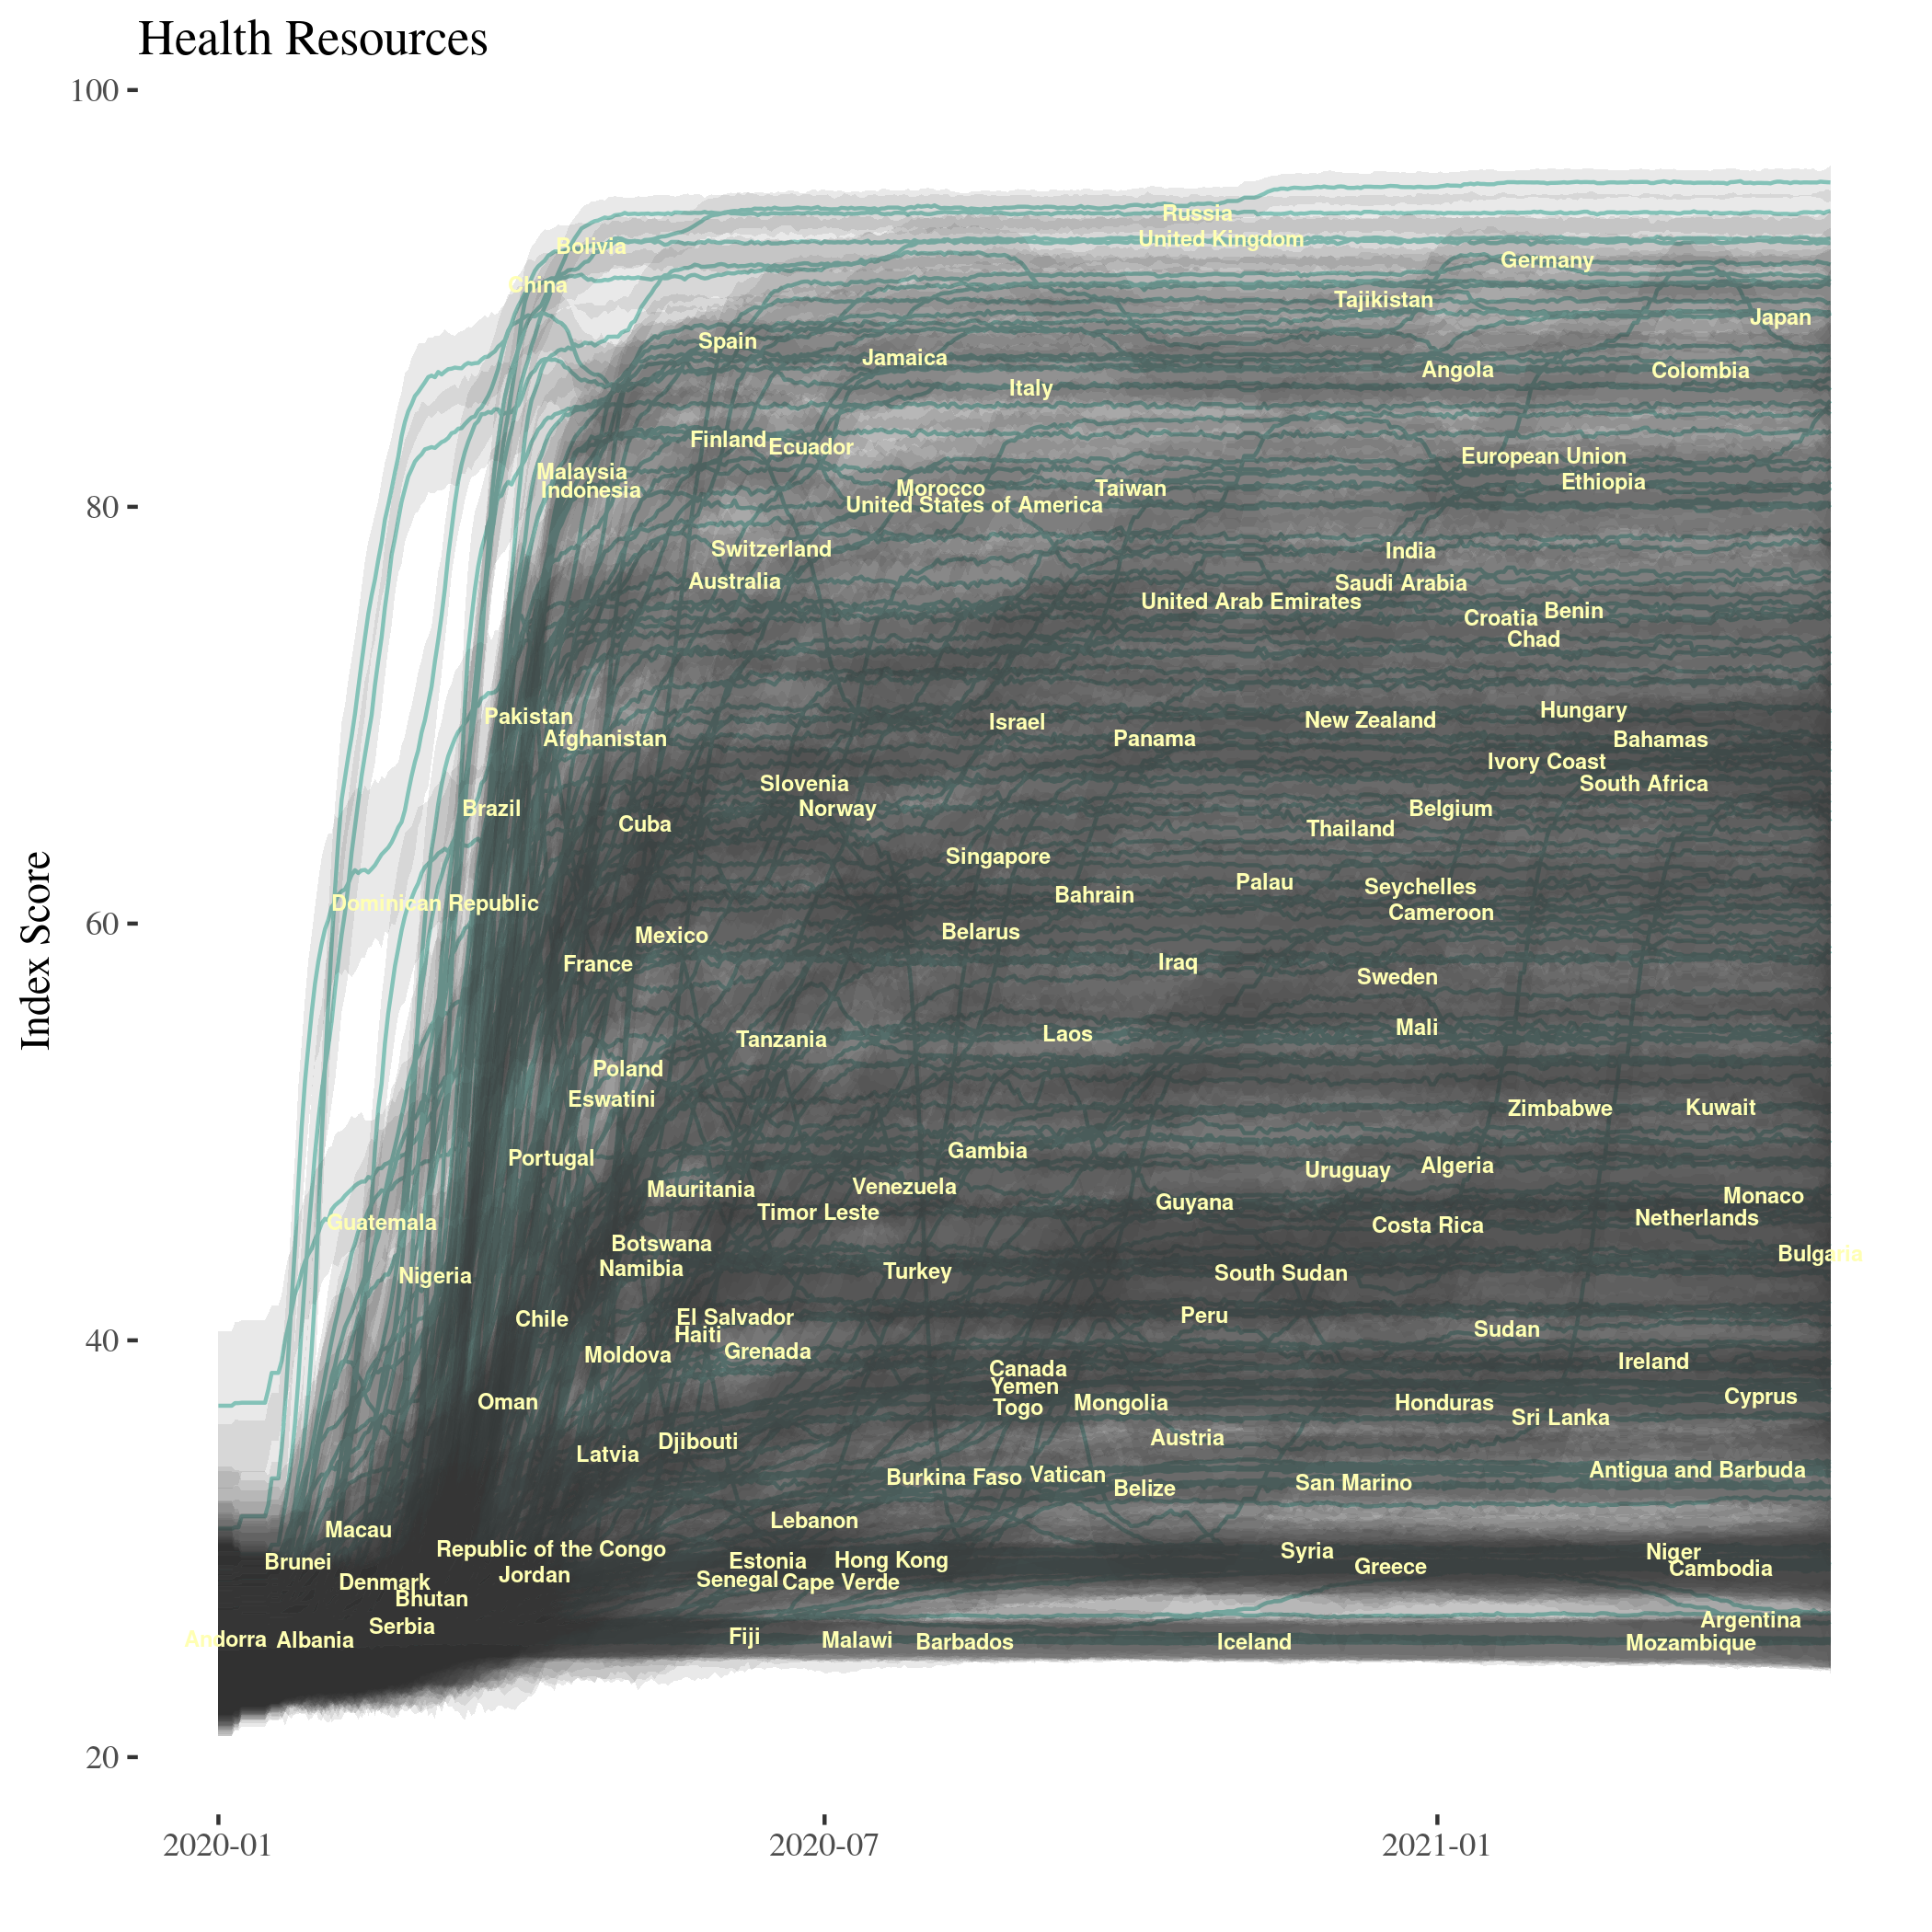 Health Resources
100
Russia
United Kingdom
Bolivia
Germany
China
Tajikistan
Japan
Spain
Jamaica
Angola
Colombia
Italy
Finland
Ecuador
European Union
Malaysia
Ethiopia
Indonesia
Morocco
Taiwan
United States of America
80
Switzerland
India
Australia
Saudi Arabia
United Arab Emirates
Benin
Croatia
Chad
Hungary
Pakistan
Israel
New Zealand
Afghanistan
Panama
Bahamas
Ivory Coast
Slovenia
South Africa
Brazil
Norway
Belgium
Cuba
Thailand
Singapore
Palau
Seychelles
Bahrain
Dominican Republic
Cameroon
60
Mexico
Belarus
France
Iraq
Sweden
Index Score
Mali
Laos
Tanzania
Poland
Eswatini
Zimbabwe
Kuwait
Gambia
Portugal
Algeria
Uruguay
Mauritania
Venezuela
Monaco
Guyana
Timor Leste
Netherlands
Guatemala
Costa Rica
Botswana
Bulgaria
Namibia
Turkey
South Sudan
Nigeria
Peru
El Salvador
Chile
Sudan
Haiti
40
Grenada
Moldova
Ireland
Canada
Yemen
Cyprus
Oman
Mongolia
Honduras
Togo
Sri Lanka
Austria
Djibouti
Latvia
Antigua and Barbuda
Vatican
Burkina Faso
San Marino
Belize
Lebanon
Macau
Republic of the Congo
Syria
Niger
Brunei
Estonia
Hong Kong
Greece
Cambodia
Jordan
Senegal
Denmark
Cape Verde
Bhutan
Argentina
Serbia
Fiji
Andorra
Albania
Malawi
Barbados
Iceland
Mozambique
20
2020-01
2020-07
2021-01